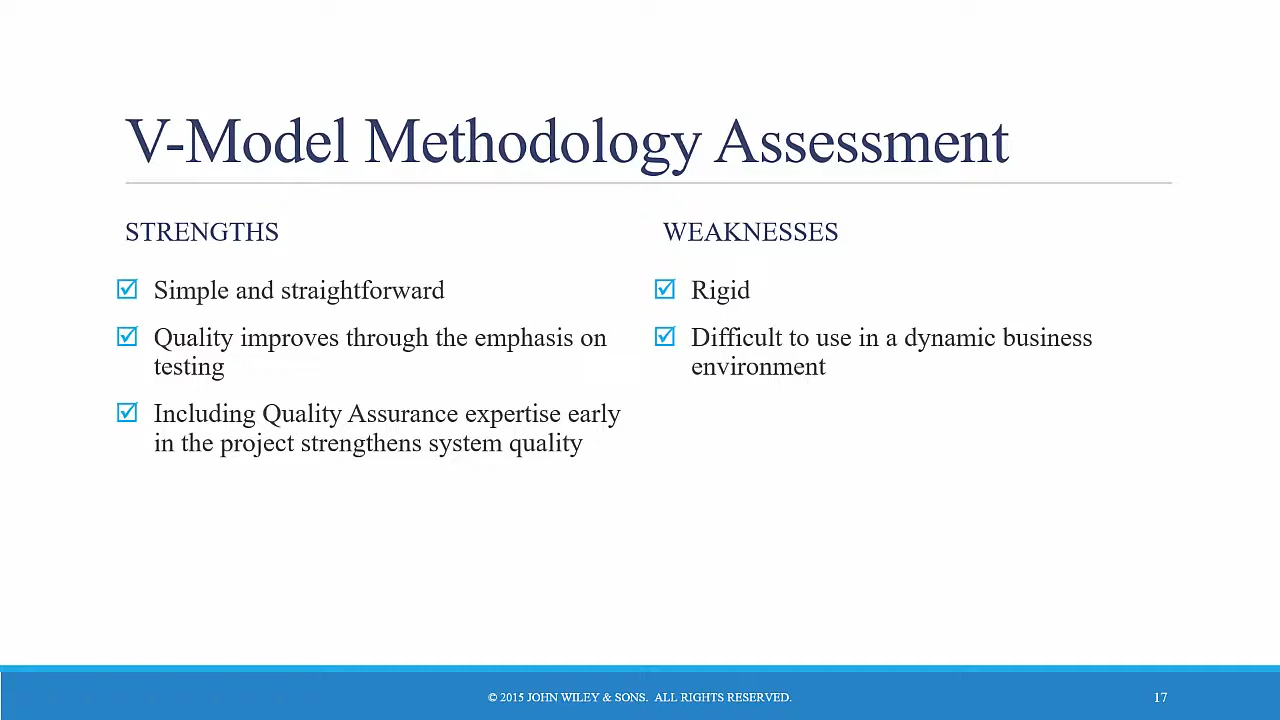 V-Model Methodology Assessment
STRENGTHS
Simple and straightforward
Quality improves through the emphasis on
testing
Including Quality Assurance expertise early
in the project strengthens system quality
WEAKNESSES
Rigid
Difficult to use in a dynamic business
environment
© 2015 JOHN WILEY & SONS. ALL RIGHTS RESERVED.
17